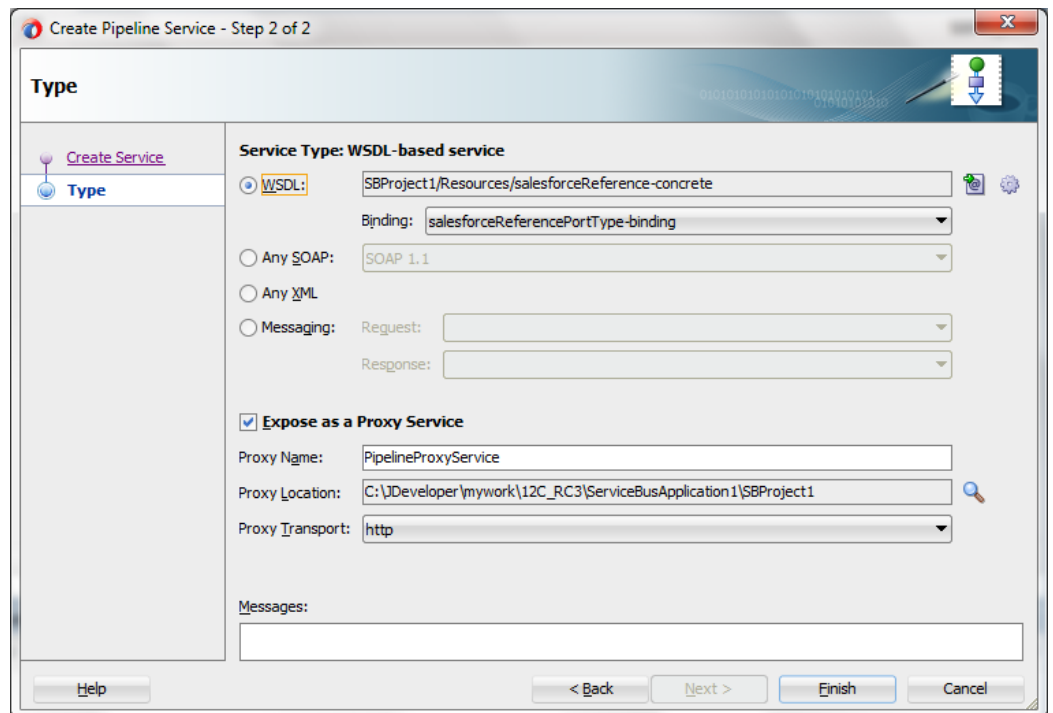 Create Pipeline Service - Step 2 of 2
Type
Create Service
Type
Service Type: WSDL-based service
WSDL: SBProject1/Resources/salesforceReference-concrete
Binding: salesforceReferencePortType-binding
Any SOAP: SOAP 1.1
Any XML
Messaging: Request:
Response:
Expose as a Proxy Service
Proxy Name: PipelineProxyService
Proxy Location: C:\JDeveloper\mywork\12C_RC3\ServiceBusApplication1\SBProject1
Proxy Transport: http
Messages:
Help < Back Next > Finish Cancel